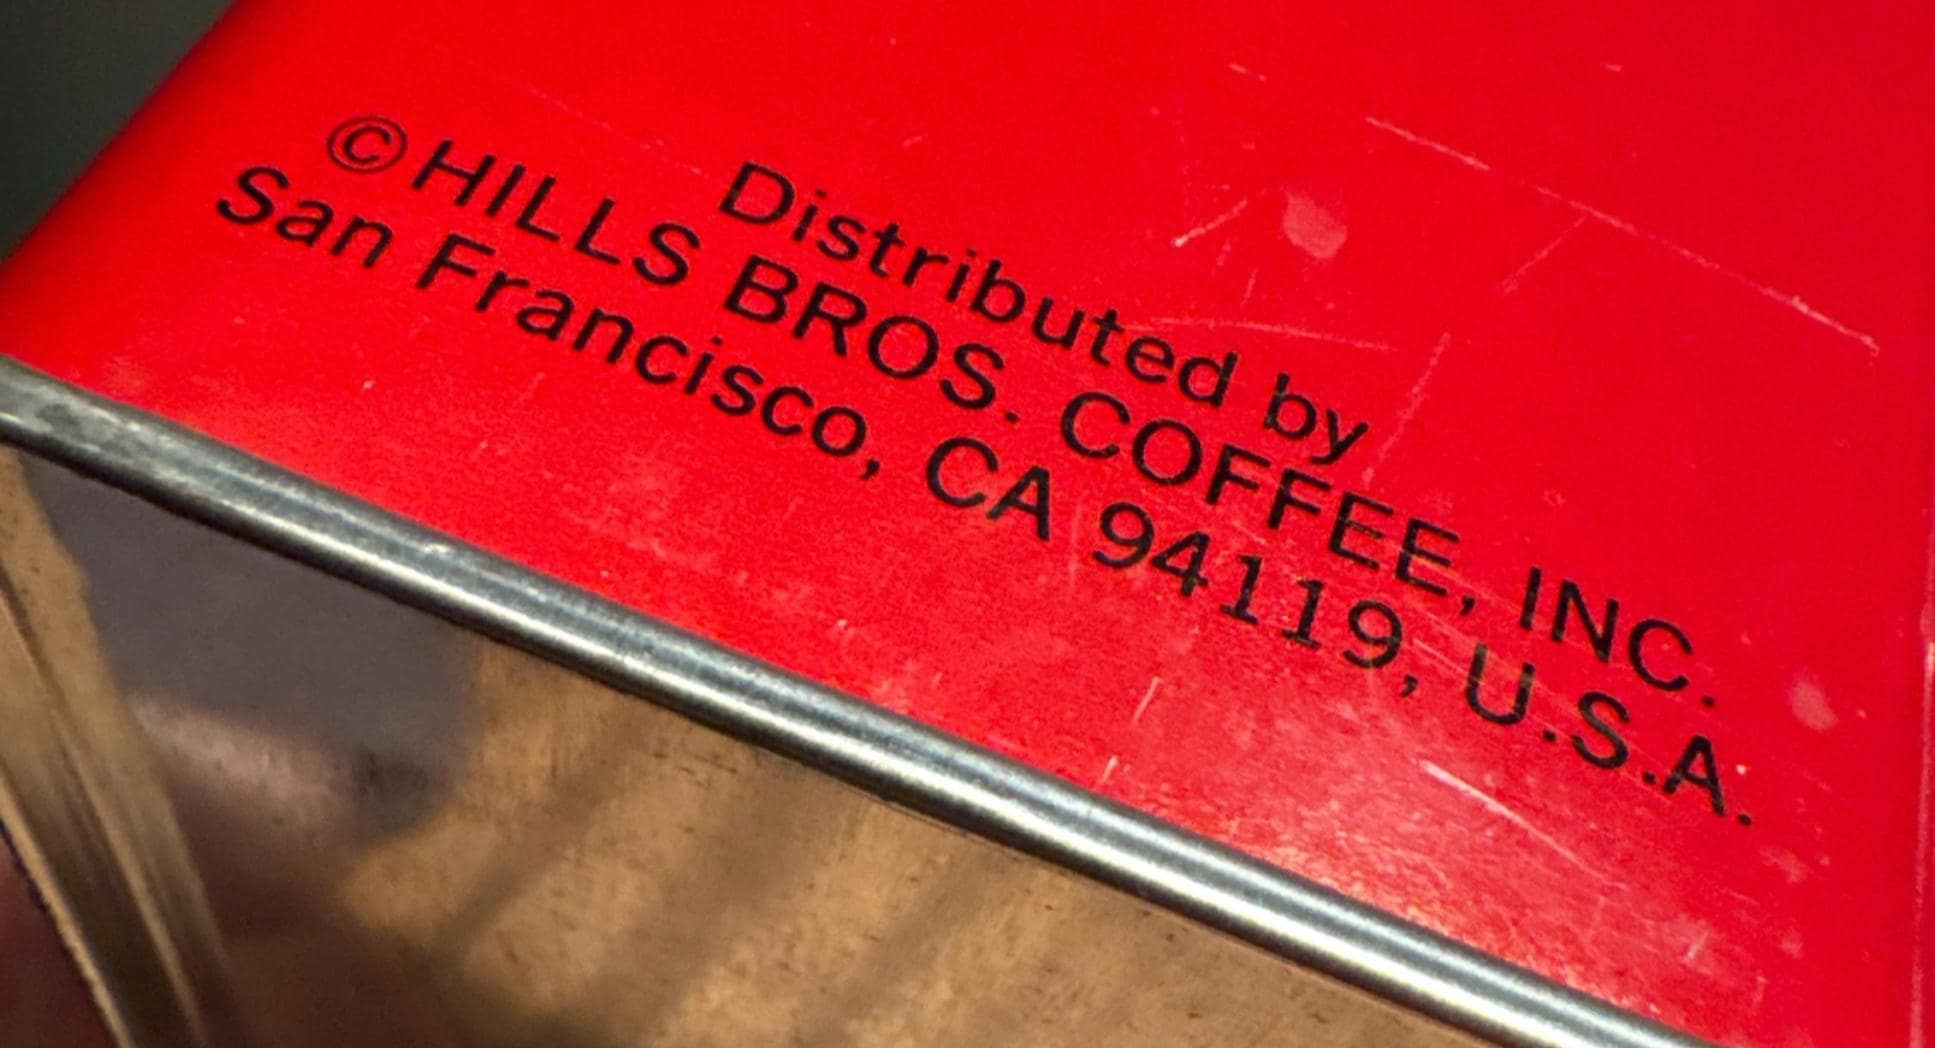 Distributed by
© HILLS BROS. COFFEE, INC.
San Francisco, CA 94119, U.S.A.